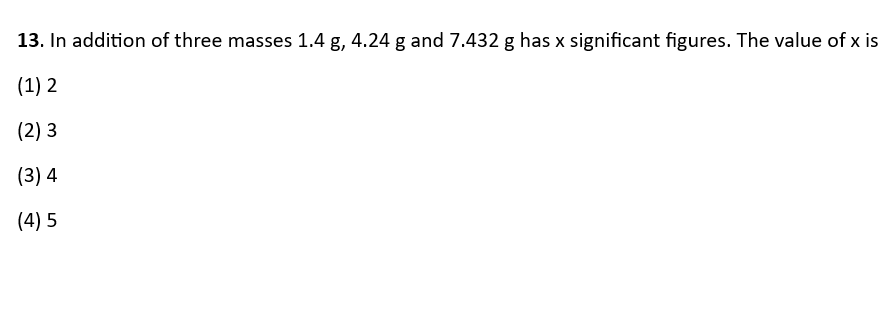 13. In addition of three masses 1.4 g, 4.24 g and 7.432 g has x significant figures. The value of x is
(1) 2
(2) 3
(3) 4
(4) 5